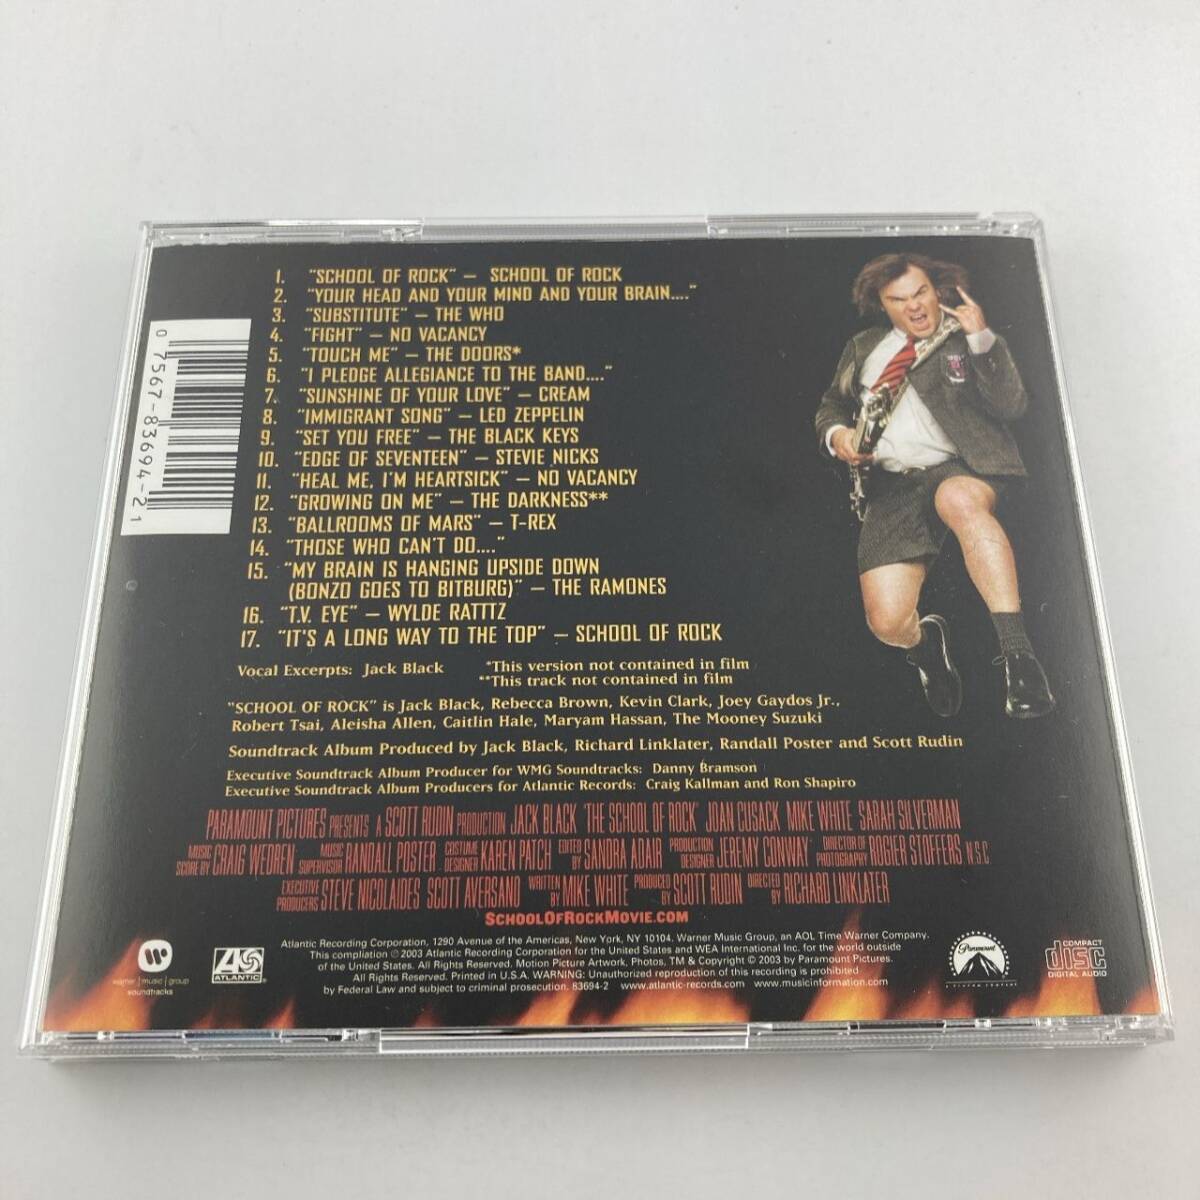 1. "SCHOOL OF ROCK" – SCHOOL OF ROCK
2. "YOUR HEAD AND YOUR MIND AND YOUR BRAIN...."
3. "SUBSTITUTE" – THE WHO
4. "FIGHT" – NO VACANCY
5. "TOUCH ME" – THE DOORS*
6. "I PLEDGE ALLEGIANCE TO THE BAND...."
7. "SUNSHINE OF YOUR LOVE" – CREAM
8. "IMMIGRANT SONG" – LED ZEPPELIN
9. "SET YOU FREE" – THE BLACK KEYS
10. "EDGE OF SEVENTEEN" – STEVIE NICKS
11. "HEAL ME, I'M HEARTSICK" – NO VACANCY
12. "GROWING ON ME" – THE DARKNESS**
13. "BALLROOMS OF MARS" – T-REX
14. "THOSE WHO CAN'T DO...."
15. "MY BRAIN IS HANGING UPSIDE DOWN
(BONZO GOES TO BITBURG)" – THE RAMONES
16. "T.V. EYE" – WYLDE RATTTZ
17. "IT'S A LONG WAY TO THE TOP" – SCHOOL OF ROCK
0 7567-83694-2 1
Vocal Excerpts: Jack Black *This version not contained in film
**This track not contained in film
"SCHOOL OF ROCK" is Jack Black, Rebecca Brown, Kevin Clark, Joey Gaydos Jr.,
Robert Tsai, Aleisha Allen, Caitlin Hale, Maryam Hassan, The Mooney Suzuki
Soundtrack Album Produced by Jack Black, Richard Linklater, Randall Poster and Scott Rudin
Executive Soundtrack Album Producer for WMG Soundtracks: Danny Bramson
Executive Soundtrack Album Producers for Atlantic Records: Craig Kallman and Ron Shapiro
PARAMOUNT PICTURES PRESENTS A SCOTT RUDIN PRODUCTION JACK BLACK 'THE SCHOOL OF ROCK' JOAN CUSACK MIKE WHITE SARAH SILVERMAN
MUSIC SCORE BY CRAIG WEDREN MUSIC SUPERVISOR RANDALL POSTER COSTUME DESIGNER KAREN PATCH EDITED BY SANDRA ADAIR PRODUCTION DESIGNER JEREMY CONWAY DIRECTOR OF PHOTOGRAPHY ROGIER STOFFERS N.S.C
EXECUTIVE PRODUCERS STEVE NICOLAIDES SCOTT AVERSANO WRITTEN BY MIKE WHITE PRODUCED BY SCOTT RUDIN DIRECTED BY RICHARD LINKLATER
SCHOOLOFROCKMOVIE.COM
warner | music | group
soundtracks
ATLANTIC
Atlantic Recording Corporation, 1290 Avenue of the Americas, New York, NY 10104. Warner Music Group, an AOL Time Warner Company.
This compilation ℗ 2003 Atlantic Recording Corporation for the United States and WEA International Inc. for the world outside
of the United States. All Rights Reserved. Motion Picture Artwork, Photos, TM & Copyright © 2003 by Paramount Pictures.
All Rights Reserved. Printed in U.S.A. WARNING: Unauthorized reproduction of this recording is prohibited
by Federal Law and subject to criminal prosecution. 83694-2 www.atlantic-records.com www.musicinformation.com
Paramount
COMPACT
disc
DIGITAL AUDIO